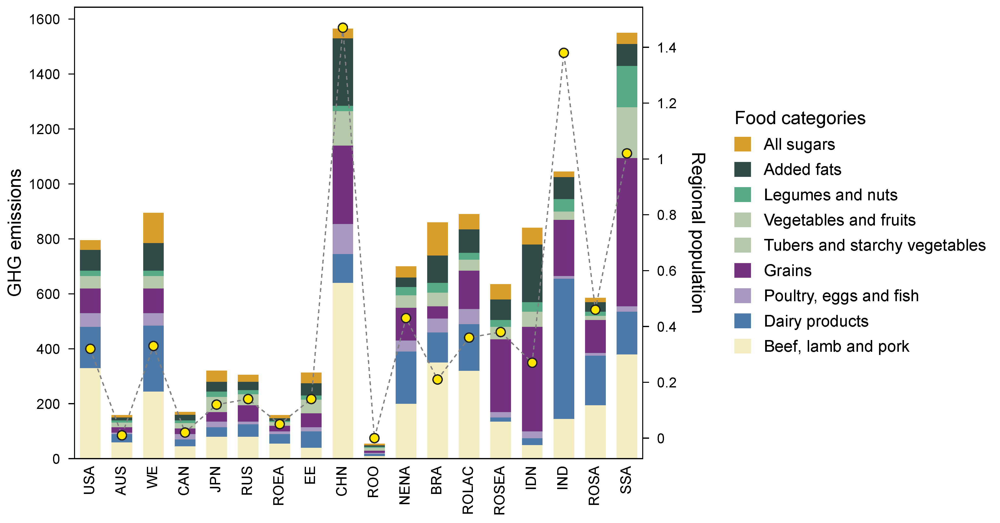 GHG emissions
1600
1400
1200
1000
800
600
400
200
0
USA
AUS
WE
CAN
JPN
RUS
ROEA
EE
CHN
ROO
NENA
BRA
ROLAC
ROSEA
IDN
IND
ROSA
SSA
1.4
1.2
1
0.8
0.6
0.4
0.2
0
Regional population
Food categories
All sugars
Added fats
Legumes and nuts
Vegetables and fruits
Tubers and starchy vegetables
Grains
Poultry, eggs and fish
Dairy products
Beef, lamb and pork